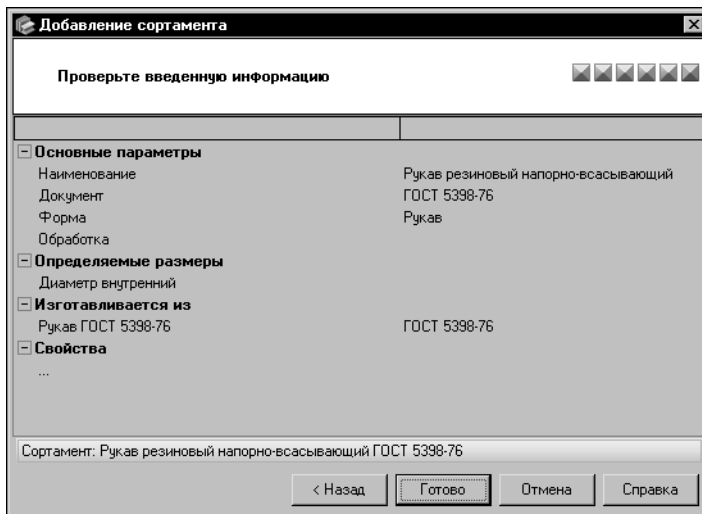 Добавление сортамента
Проверьте введенную информацию
Основные параметры
Наименование Рукав резиновый напорно-всасывающий
Документ ГОСТ 5398-76
Форма Рукав
Обработка
Определяемые размеры
Диаметр внутренний
Изготавливается из
Рукав ГОСТ 5398-76 ГОСТ 5398-76
Свойства
...
Сортамент: Рукав резиновый напорно-всасывающий ГОСТ 5398-76
< Назад Готово Отмена Справка